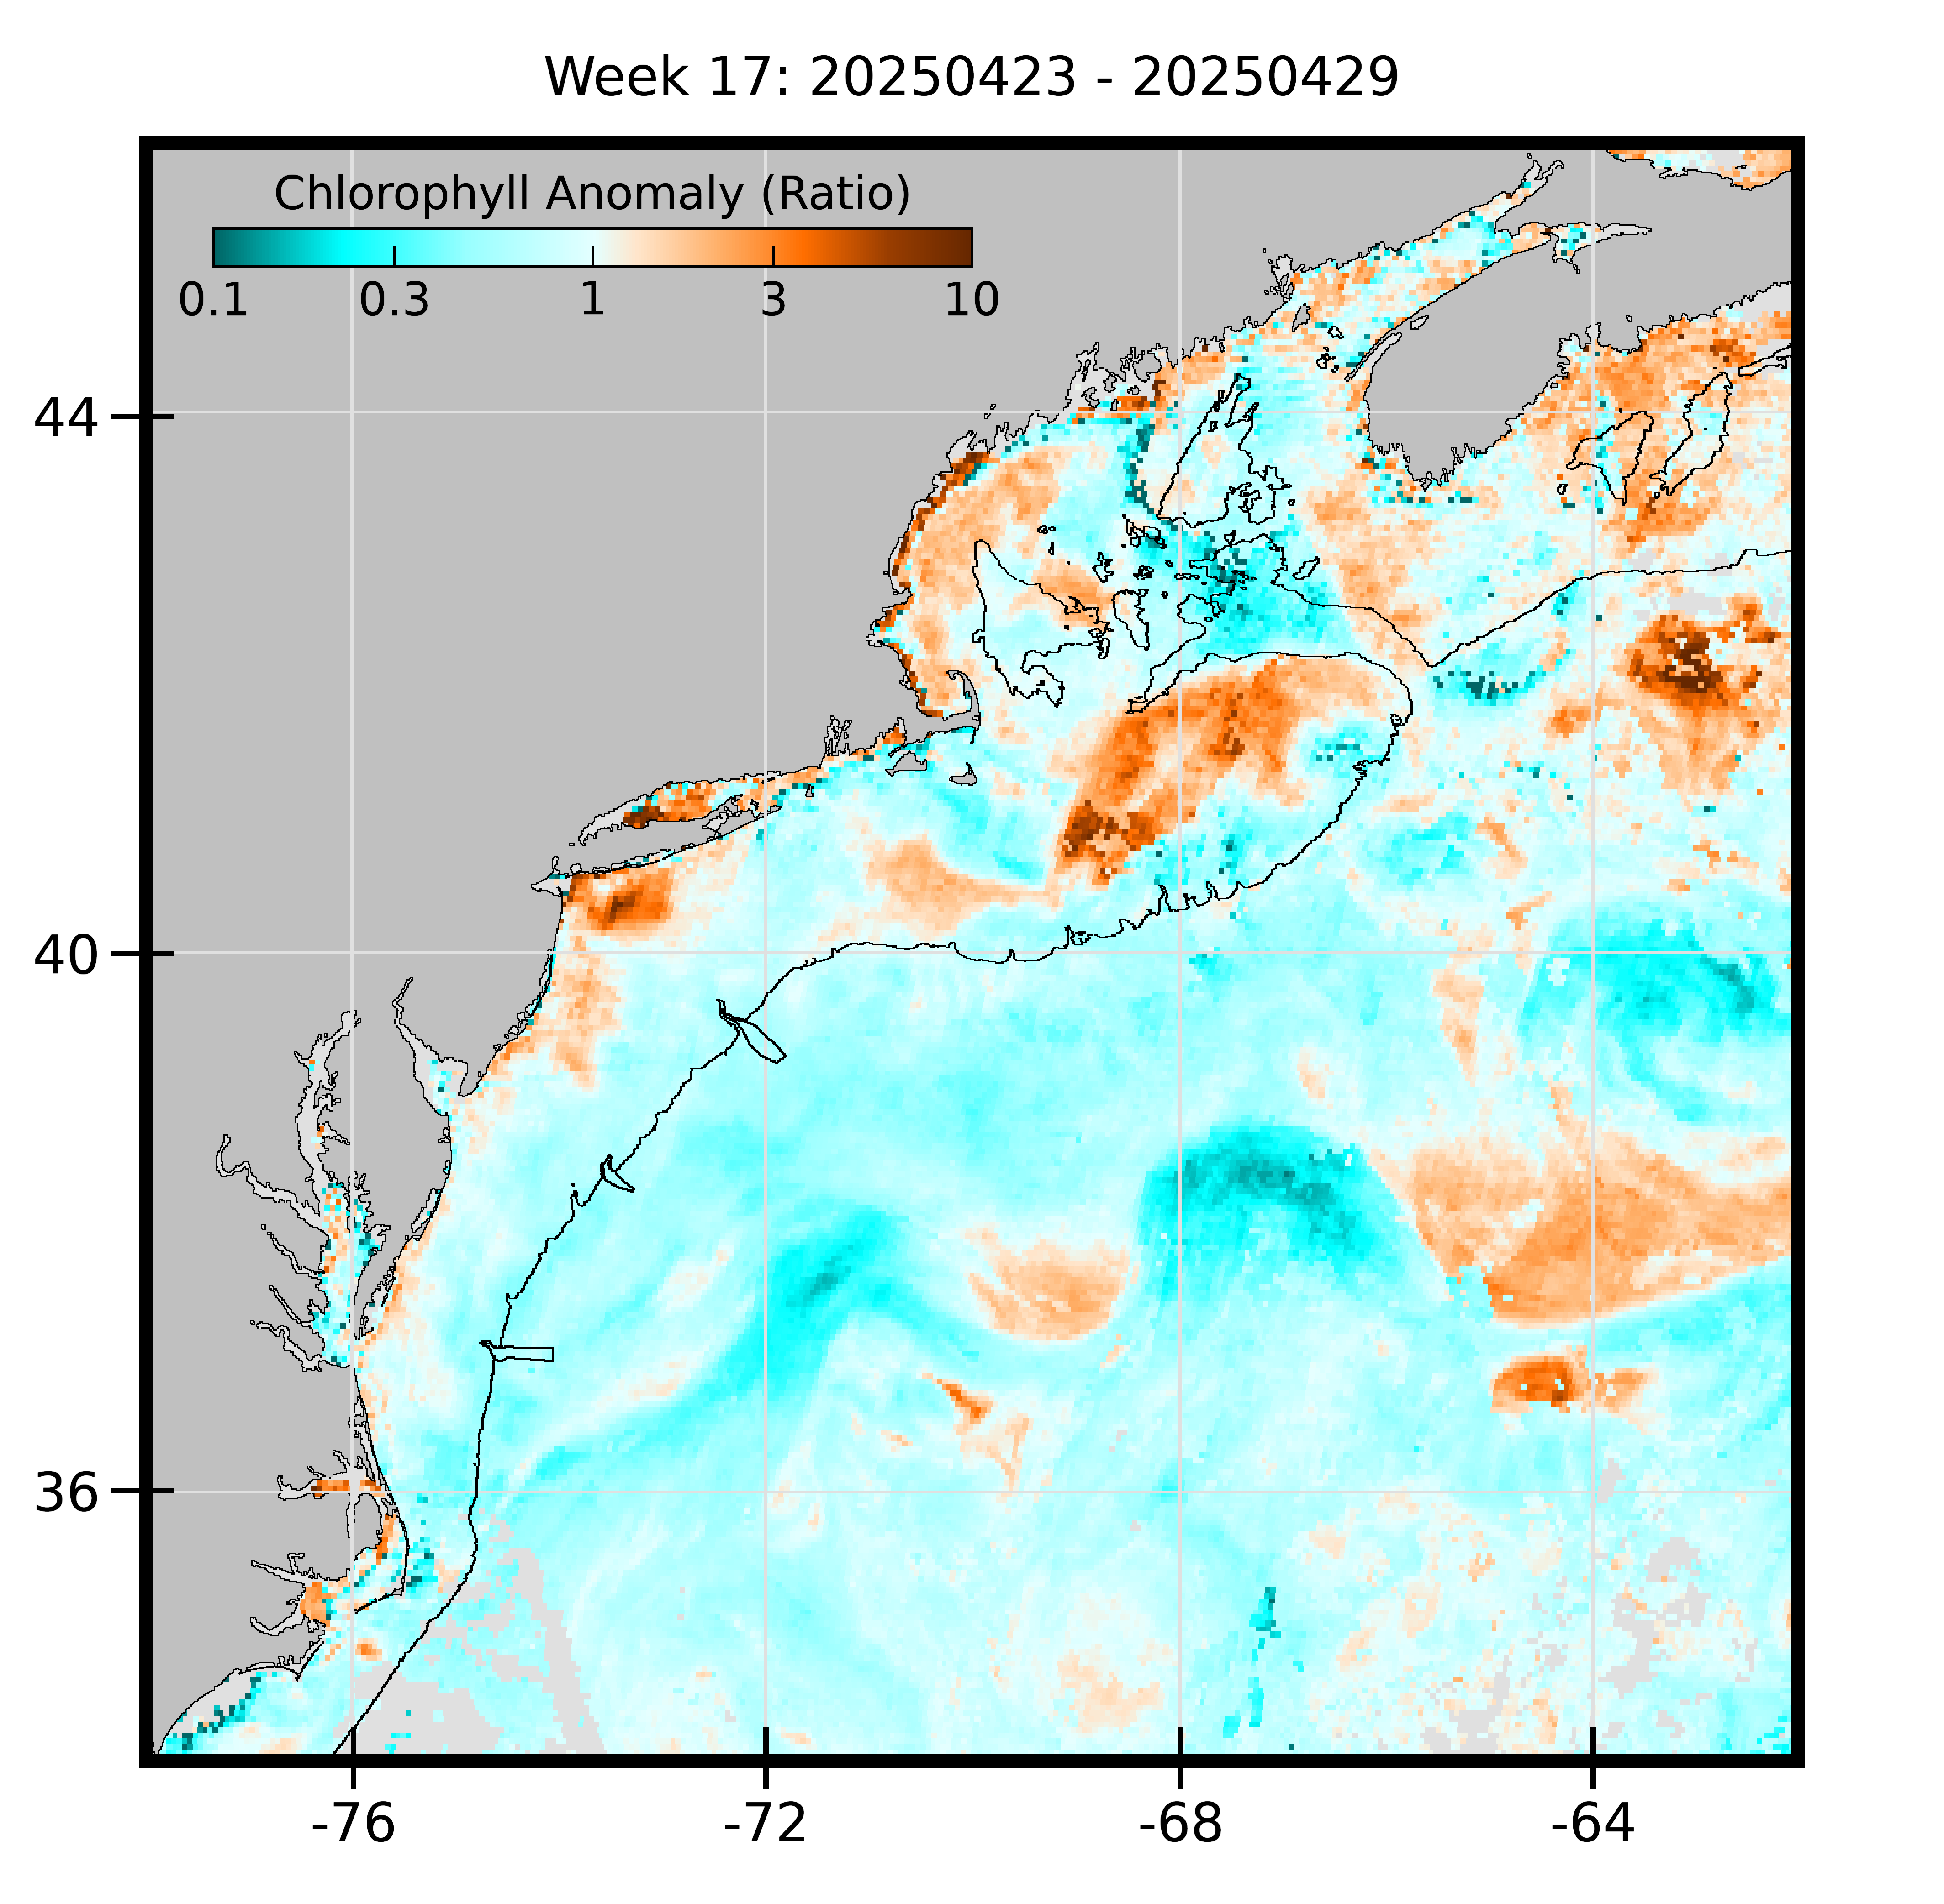 Week 17: 20250423 - 20250429
Chlorophyll Anomaly (Ratio)
0.1 0.3 1 3 10
44
40
36
-76 -72 -68 -64